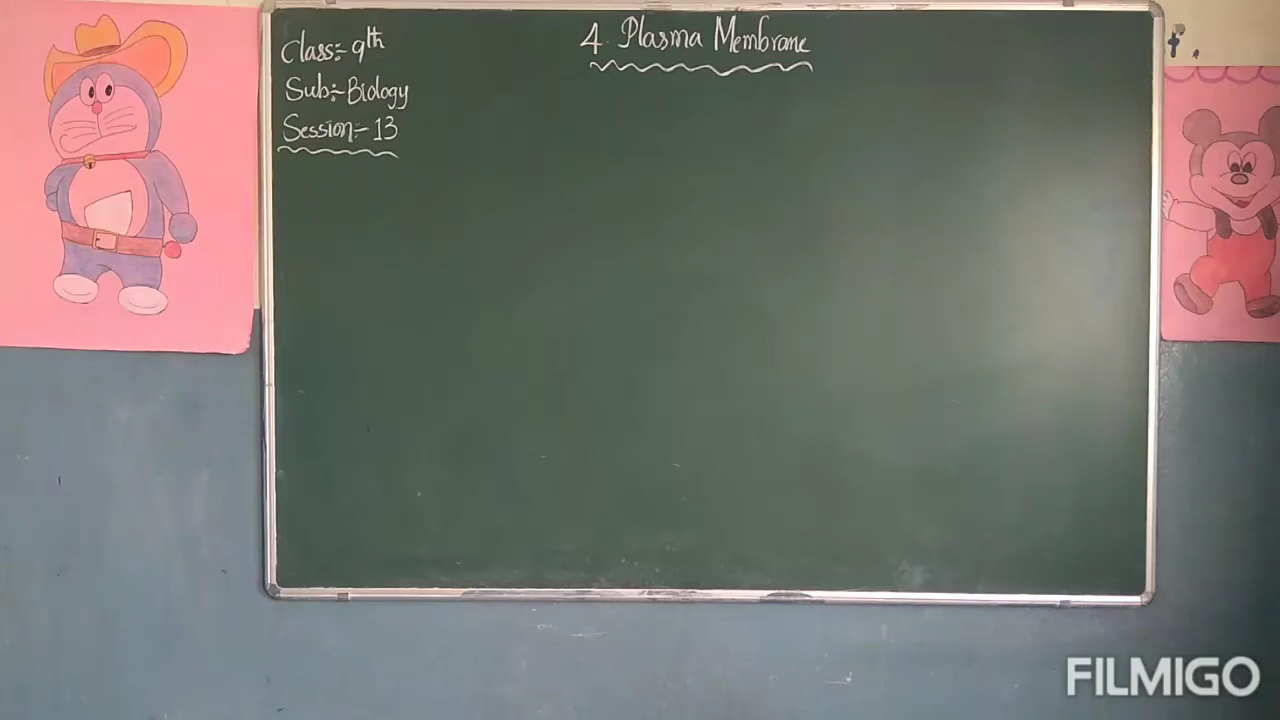 Class:- 9th
Sub:- Biology
Session:- 13
4. Plasma Membrane
FILMIGO